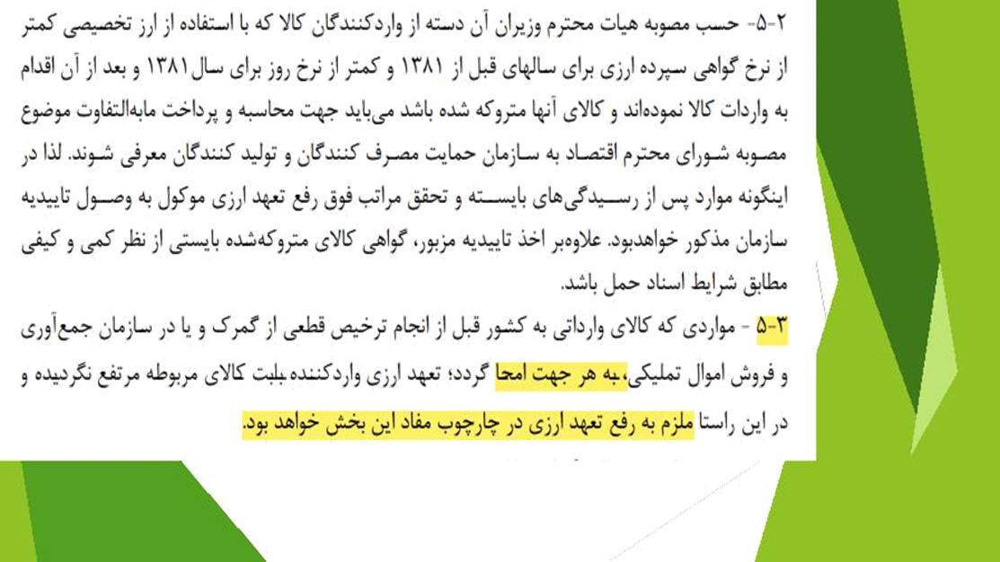 ۵-۲- حسب مصوبه هیات محترم وزیران آن دسته از واردکنندگان کالا که با استفاده از ارز تخصیصی کمتر
از نرخ گواهی سپرده ارزی برای سالهای قبل از ۱۳۸۱ و کمتر از نرخ روز برای سال۱۳۸۱ و بعد از آن اقدام
به واردات کالا نموده‌اند و کالای آنها متروکه شده باشد می‌باید جهت محاسبه و پرداخت مابه‌التفاوت موضوع
مصوبه شورای محترم اقتصاد به سازمان حمایت مصرف کنندگان و تولید کنندگان معرفی شوند. لذا در
اینگونه موارد پس از رسیدگی‌های بایسته و تحقق مراتب فوق رفع تعهد ارزی موکول به وصول تاییدیه
سازمان مذکور خواهدبود. علاوه‌بر اخذ تاییدیه مزبور، گواهی کالای متروکه‌شده بایستی از نظر کمی و کیفی
مطابق شرایط اسناد حمل باشد.
۵-۳ - مواردی که کالای وارداتی به کشور قبل از انجام ترخیص قطعی از گمرک و یا در سازمان جمع‌آوری
و فروش اموال تملیکی، به هر جهت امحا گردد؛ تعهد ارزی واردکننده بابت کالای مربوطه مرتفع نگردیده و
در این راستا ملزم به رفع تعهد ارزی در چارچوب مفاد این بخش خواهد بود.